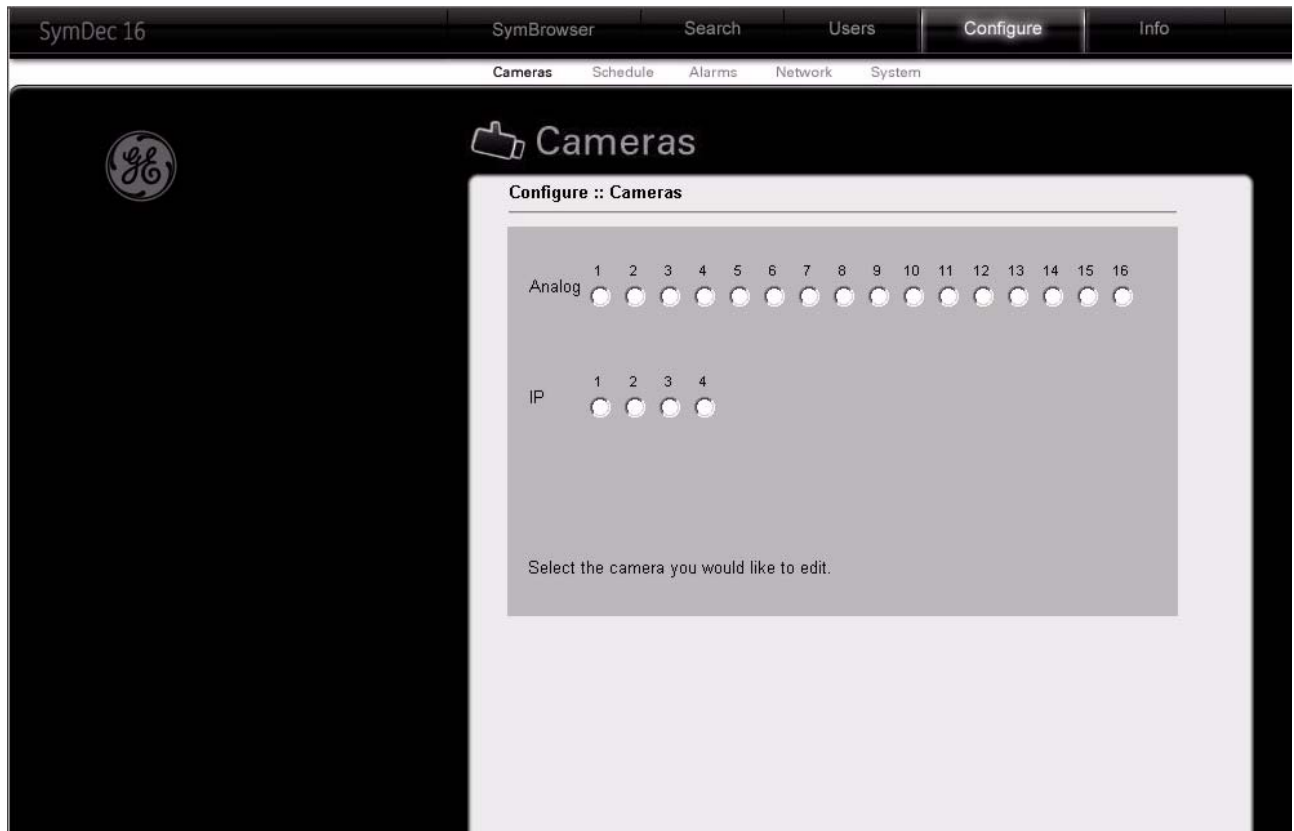 SymDec 16
SymBrowser Search Users Configure Info
Cameras Schedule Alarms Network System
GE
Cameras
Configure :: Cameras
1 2 3 4 5 6 7 8 9 10 11 12 13 14 15 16
Analog
1 2 3 4
IP
Select the camera you would like to edit.